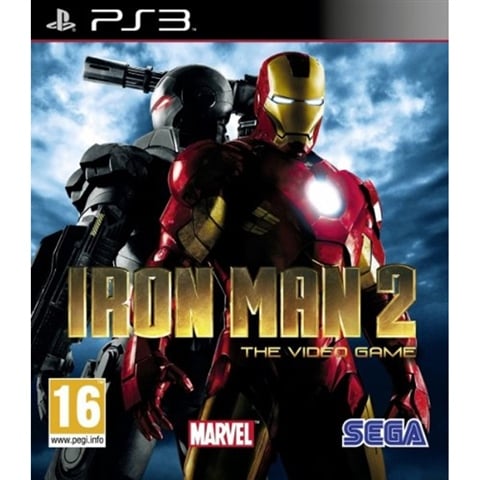 PS3
IRON MAN 2
THE VIDEO GAME
16
www.pegi.info
MARVEL
SEGA